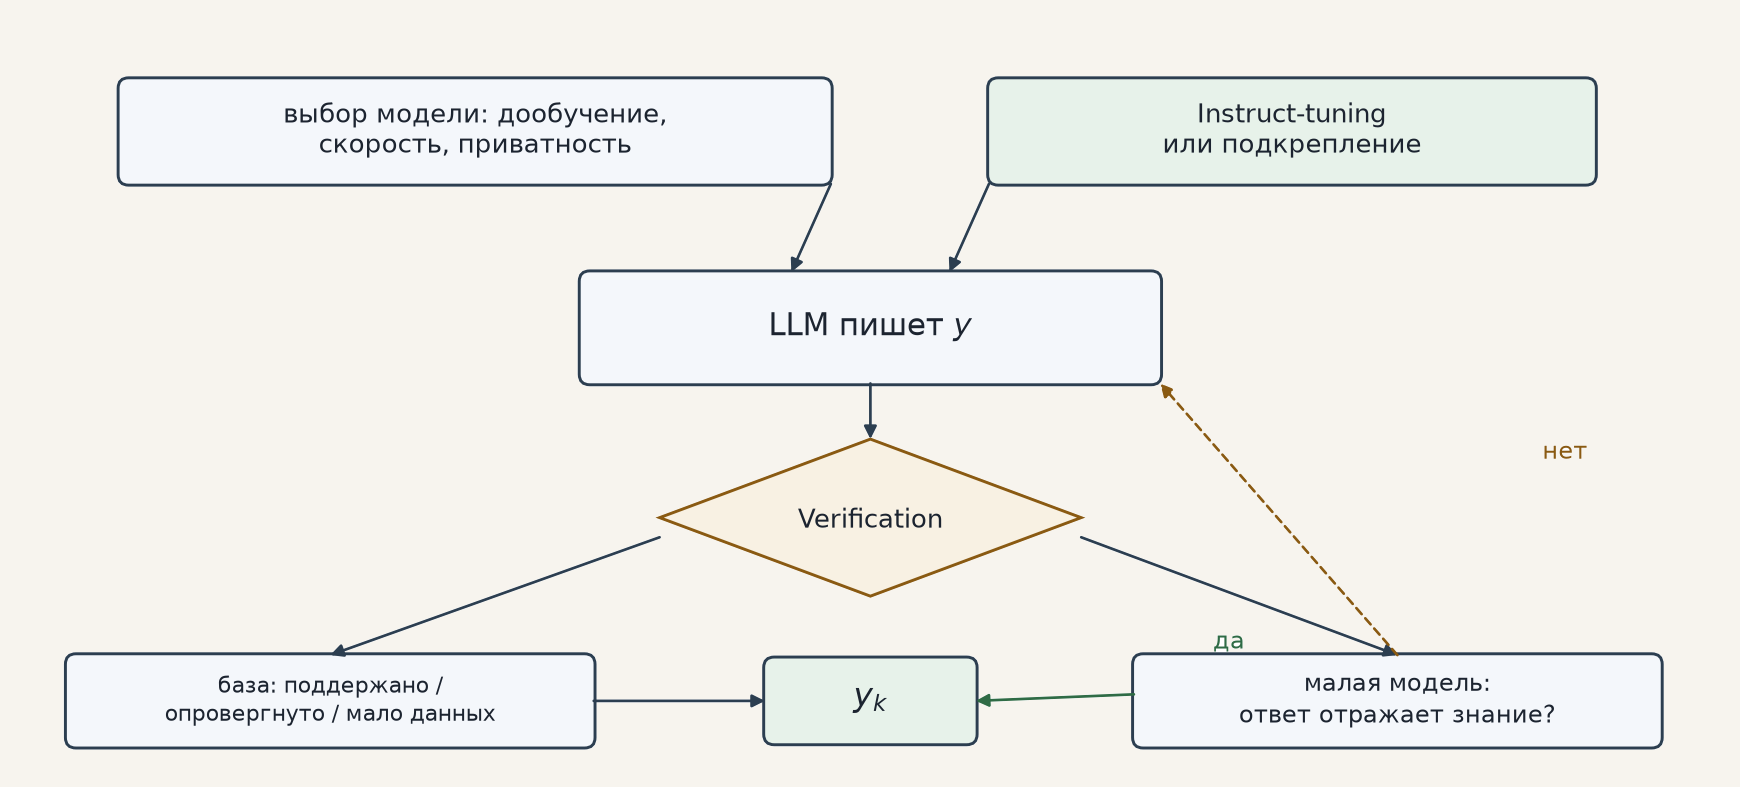 выбор модели: дообучение,
скорость, приватность
Instruct-tuning
или подкрепление
LLM пишет y
нет
Verification
да
база: поддержано /
опровергнуто / мало данных
yₖ
малая модель:
ответ отражает знание?